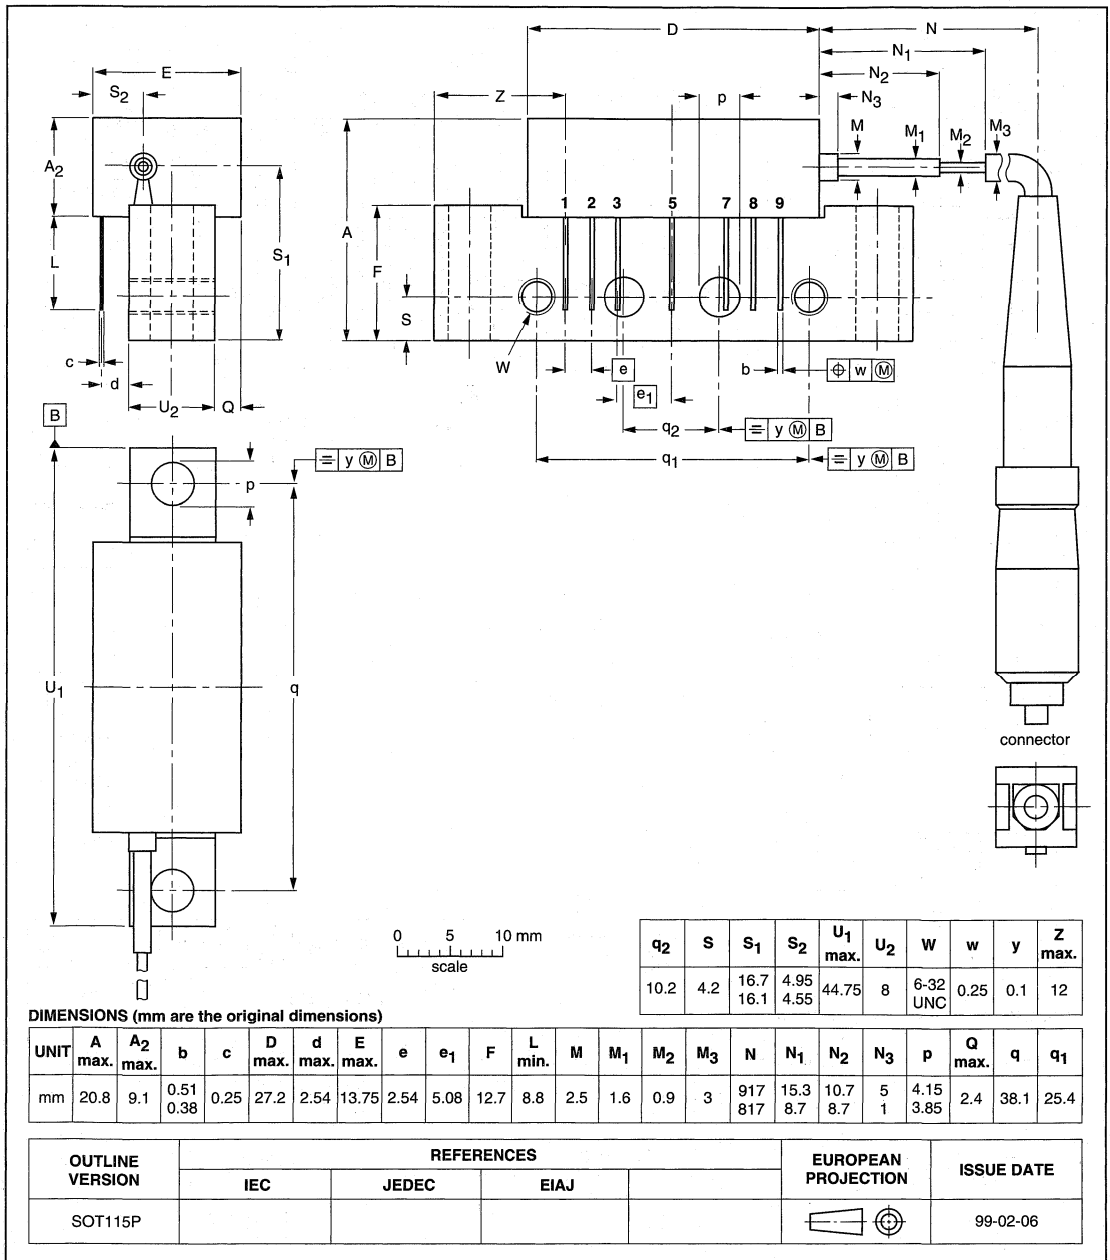 D
N
N1
E
S2
N2
Z
p
N3
M
M1
M2
M3
A2
1 2 3 5 7 8 9
A
S1
L
F
S
c
W
e
b
⌖ w Ⓜ
d
e1
U2 Q
B
q2
⌯ y Ⓜ B
⌯ y Ⓜ B
q1
⌯ y Ⓜ B
p
U1
q
connector
0 5 10 mm
scale
q2 S S1 S2 U1 max. U2 W w y Z max.
10.2 4.2 16.7 16.1 4.95 4.55 44.75 8 6-32 UNC 0.25 0.1 12
DIMENSIONS (mm are the original dimensions)
UNIT A max. A2 max. b c D max. d max. E max. e e1 F L min. M M1 M2 M3 N N1 N2 N3 p Q max. q q1
mm 20.8 9.1 0.51 0.38 0.25 27.2 2.54 13.75 2.54 5.08 12.7 8.8 2.5 1.6 0.9 3 917 817 15.3 8.7 10.7 8.7 5 1 4.15 3.85 2.4 38.1 25.4
OUTLINE VERSION REFERENCES EUROPEAN PROJECTION ISSUE DATE
IEC JEDEC EIAJ
SOT115P 99-02-06